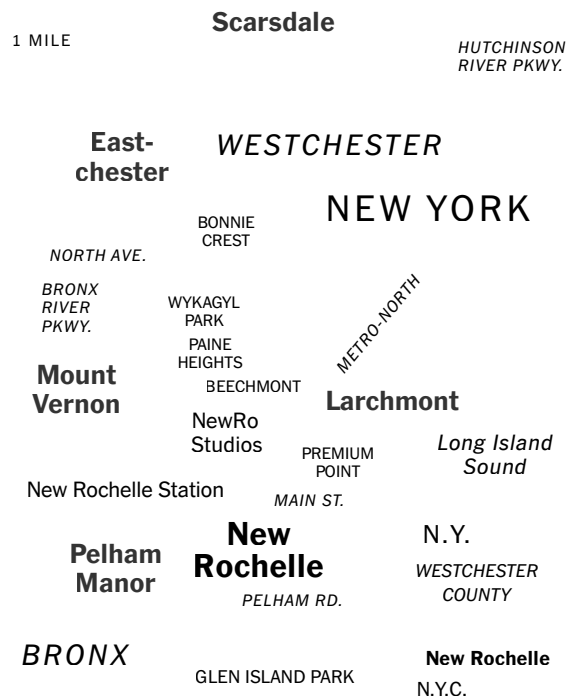 Scarsdale
1 MILE
HUTCHINSON
RIVER PKWY.
East-
chester
WESTCHESTER
NEW YORK
BONNIE
CREST
NORTH AVE.
BRONX
RIVER
PKWY.
WYKAGYL
PARK
METRO-NORTH
PAINE
HEIGHTS
Mount
Vernon
BEECHMONT
Larchmont
NewRo
Studios
Long Island
Sound
PREMIUM
POINT
New Rochelle Station
MAIN ST.
New
Rochelle
N.Y.
Pelham
Manor
WESTCHESTER
COUNTY
PELHAM RD.
BRONX
New Rochelle
GLEN ISLAND PARK
N.Y.C.